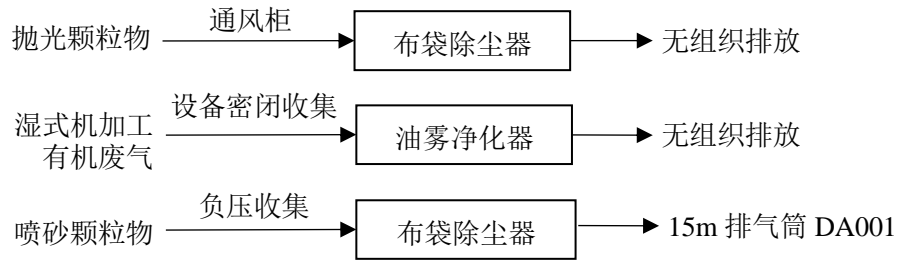 抛光颗粒物
通风柜
布袋除尘器
无组织排放
湿式机加工
有机废气
设备密闭收集
油雾净化器
无组织排放
喷砂颗粒物
负压收集
布袋除尘器
15m 排气筒 DA001